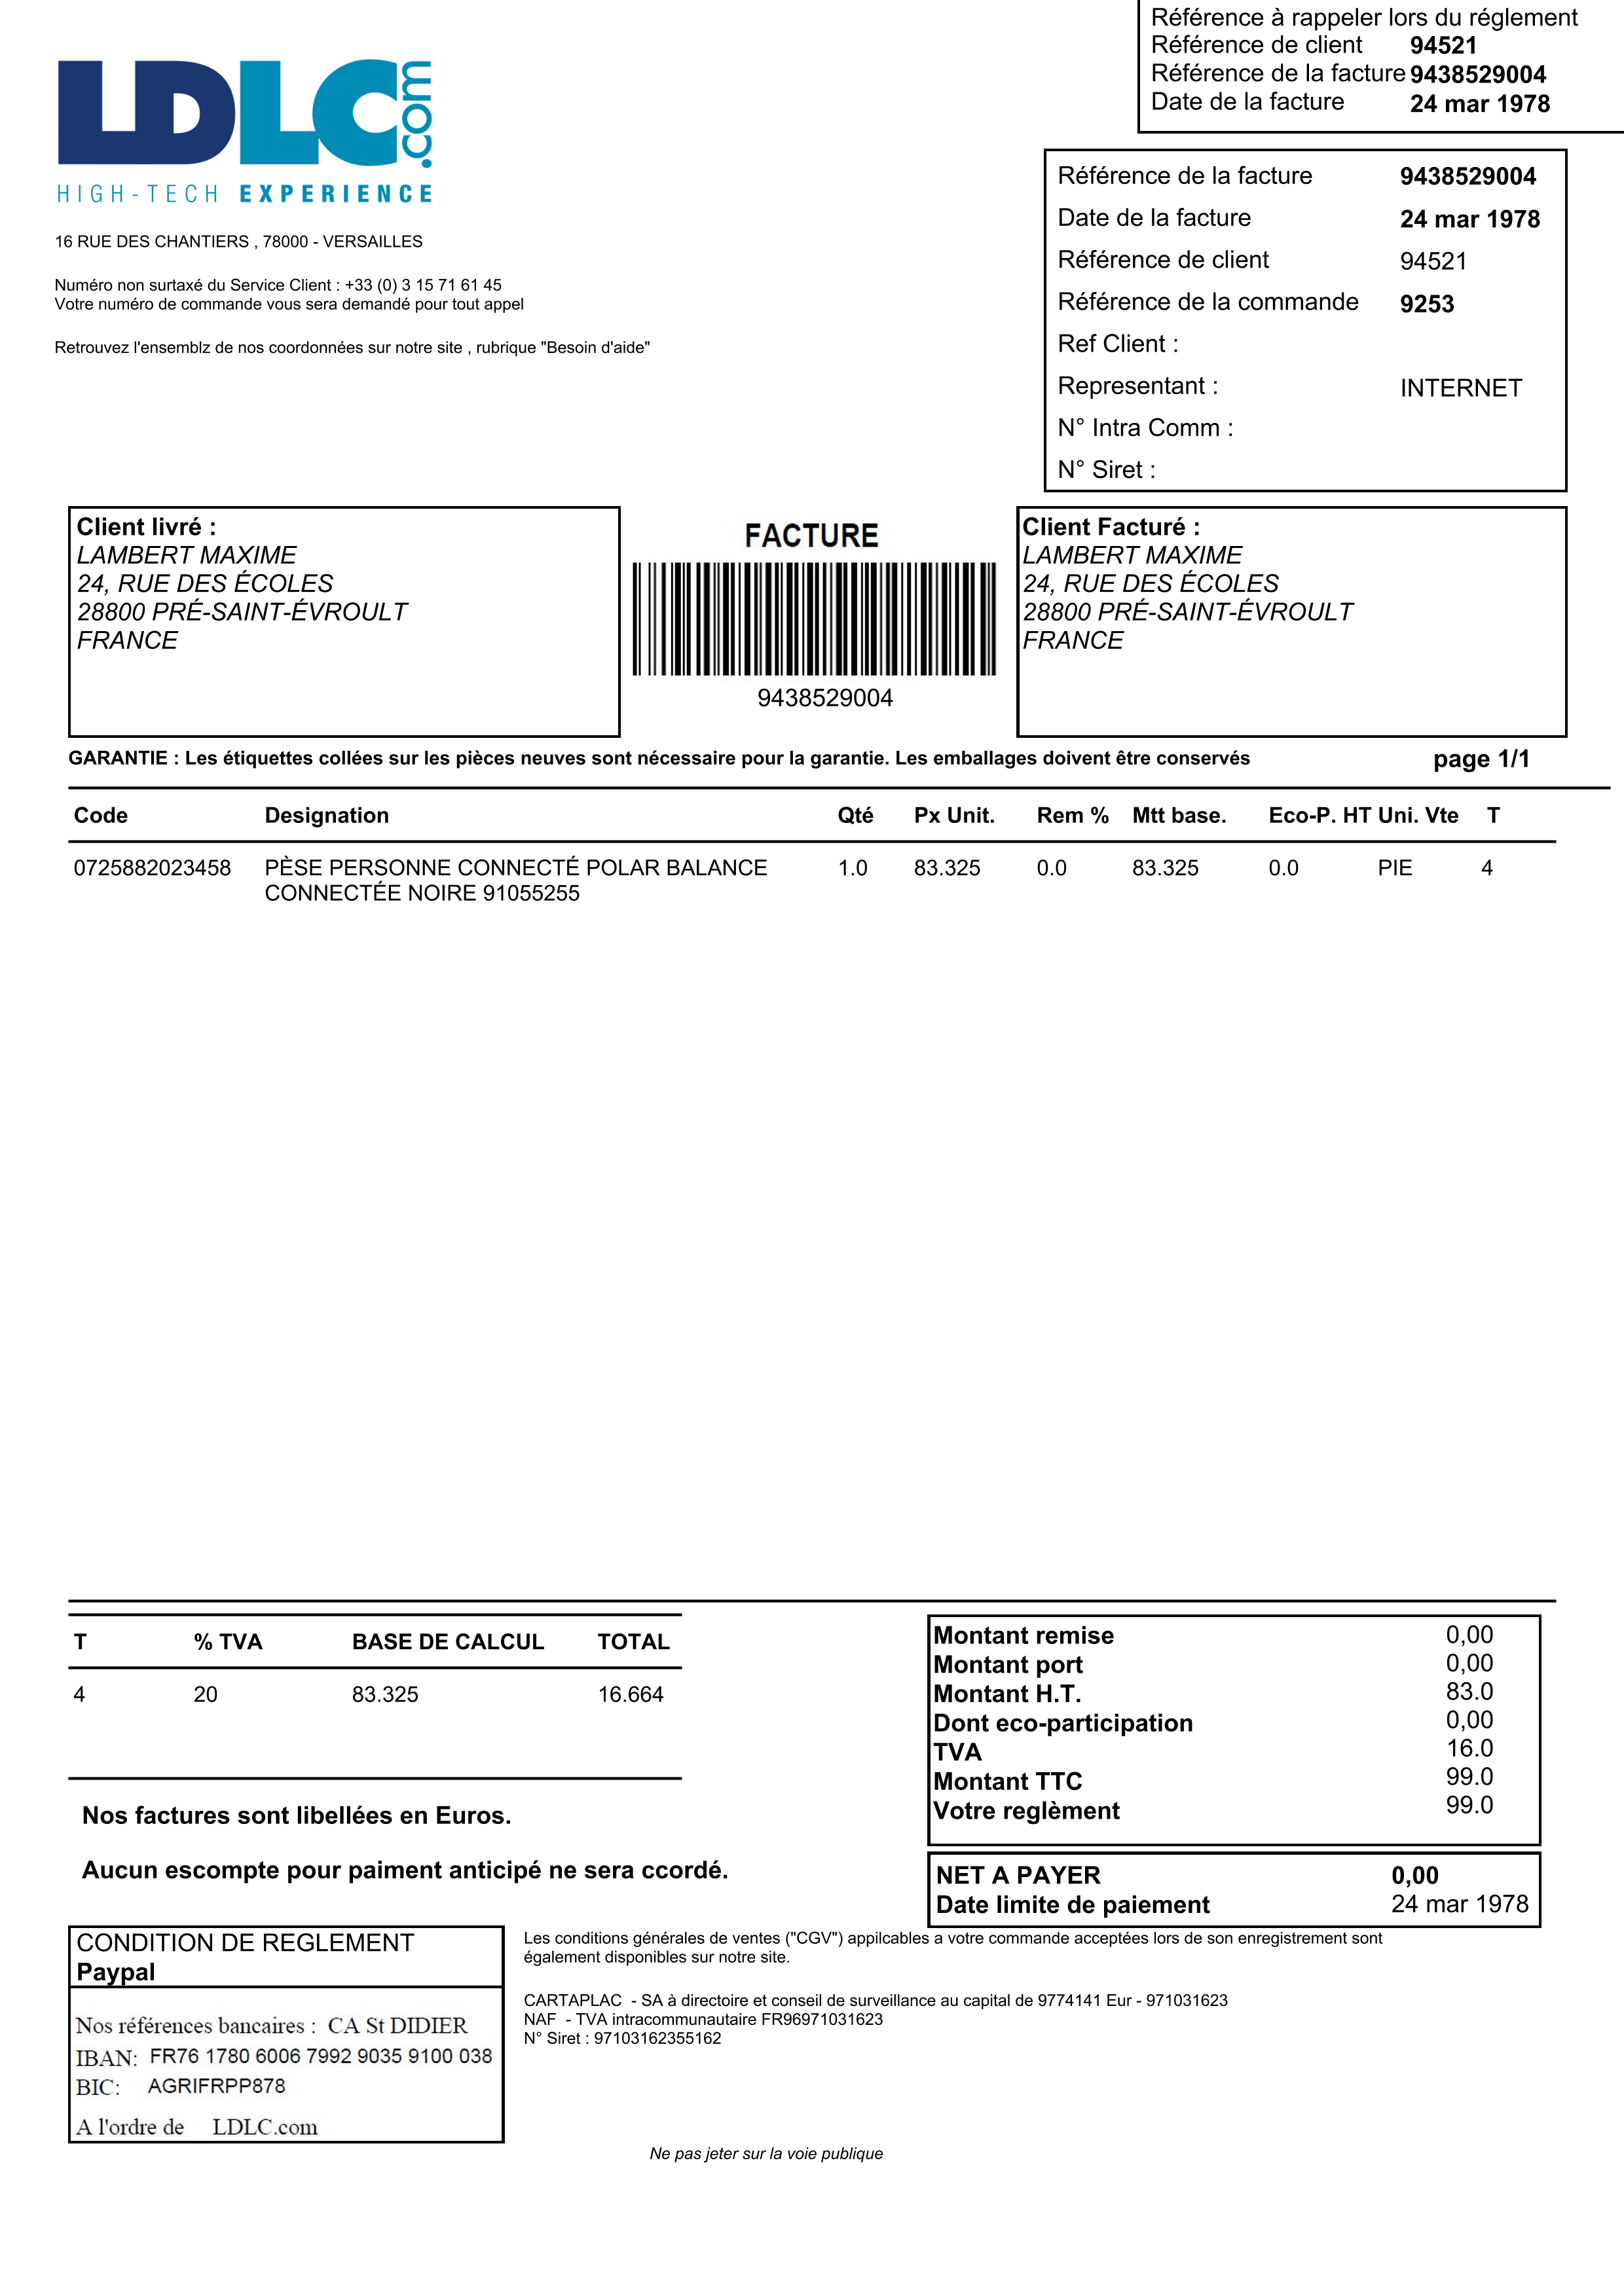 Référence à rappeler lors du réglement
Référence de client 94521
Référence de la facture 9438529004
Date de la facture 24 mar 1978
LDLC.com
HIGH-TECH EXPERIENCE
16 RUE DES CHANTIERS , 78000 - VERSAILLES
Numéro non surtaxé du Service Client : +33 (0) 3 15 71 61 45
Votre numéro de commande vous sera demandé pour tout appel
Retrouvez l'ensemblz de nos coordonnées sur notre site , rubrique "Besoin d'aide"
Référence de la facture 9438529004
Date de la facture 24 mar 1978
Référence de client 94521
Référence de la commande 9253
Ref Client :
Representant : INTERNET
N° Intra Comm :
N° Siret :
Client livré :
LAMBERT MAXIME
24, RUE DES ÉCOLES
28800 PRÉ-SAINT-ÉVROULT
FRANCE
FACTURE
9438529004
Client Facturé :
LAMBERT MAXIME
24, RUE DES ÉCOLES
28800 PRÉ-SAINT-ÉVROULT
FRANCE
GARANTIE : Les étiquettes collées sur les pièces neuves sont nécessaire pour la garantie. Les emballages doivent être conservés page 1/1
Code Designation Qté Px Unit. Rem % Mtt base. Eco-P. HT Uni. Vte T
0725882023458 PÈSE PERSONNE CONNECTÉ POLAR BALANCE 1.0 83.325 0.0 83.325 0.0 PIE 4
CONNECTÉE NOIRE 91055255
T % TVA BASE DE CALCUL TOTAL
4 20 83.325 16.664
Nos factures sont libellées en Euros.
Aucun escompte pour paiment anticipé ne sera ccordé.
Montant remise 0,00
Montant port 0,00
Montant H.T. 83.0
Dont eco-participation 0,00
TVA 16.0
Montant TTC 99.0
Votre reglèment 99.0
NET A PAYER 0,00
Date limite de paiement 24 mar 1978
CONDITION DE REGLEMENT
Paypal
Nos références bancaires : CA St DIDIER
IBAN: FR76 1780 6006 7992 9035 9100 038
BIC: AGRIFRPP878
A l'ordre de LDLC.com
Les conditions générales de ventes ("CGV") appilcables a votre commande acceptées lors de son enregistrement sont
également disponibles sur notre site.
CARTAPLAC - SA à directoire et conseil de surveillance au capital de 9774141 Eur - 971031623
NAF - TVA intracommunautaire FR96971031623
N° Siret : 97103162355162
Ne pas jeter sur la voie publique